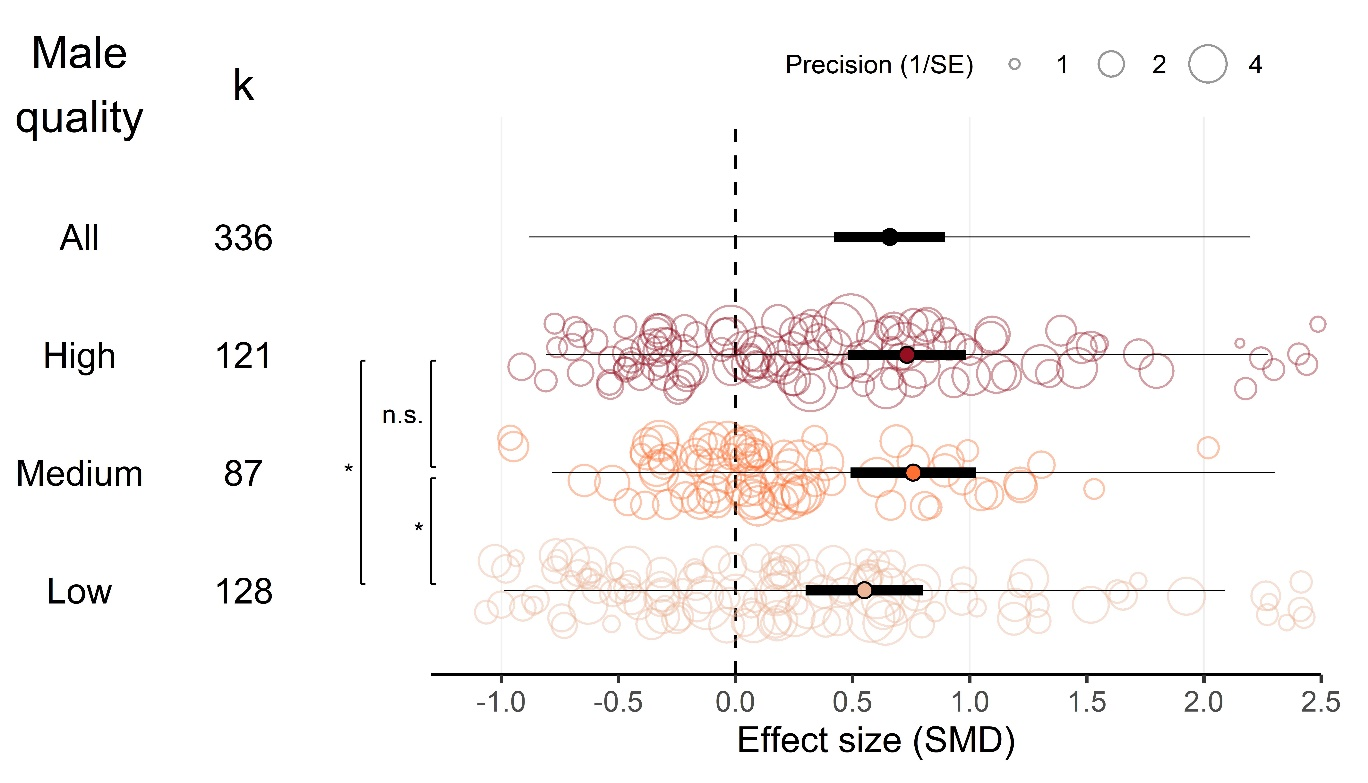 Male
quality
k
Precision (1/SE) 1 2 4
All 336
High 121
n.s.
Medium 87
*
*
Low 128
-1.0 -0.5 0.0 0.5 1.0 1.5 2.0 2.5
Effect size (SMD)